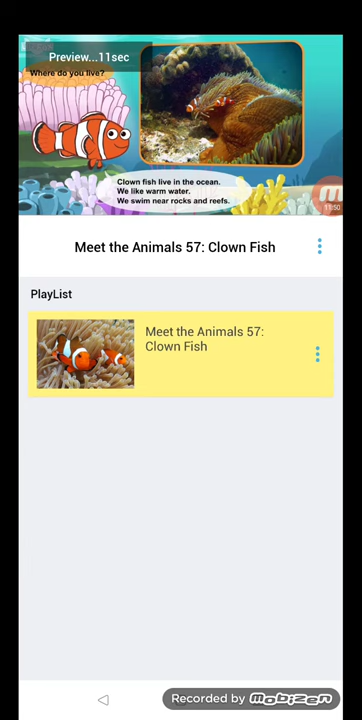 Preview...11sec
Where do you live?
Clown fish live in the ocean.
We like warm water.
We swim near rocks and reefs.
11:50
Meet the Animals 57: Clown Fish
PlayList
Meet the Animals 57:
Clown Fish
Recorded by MOBIZEN